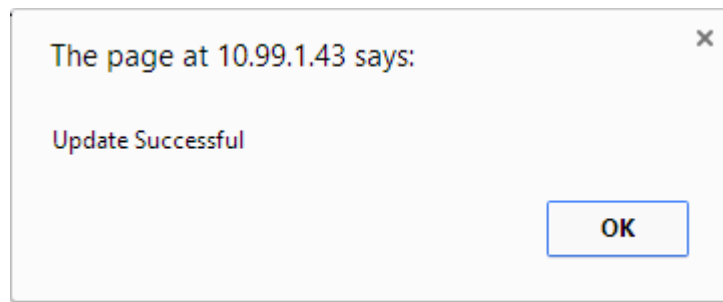 The page at 10.99.1.43 says:
Update Successful
OK